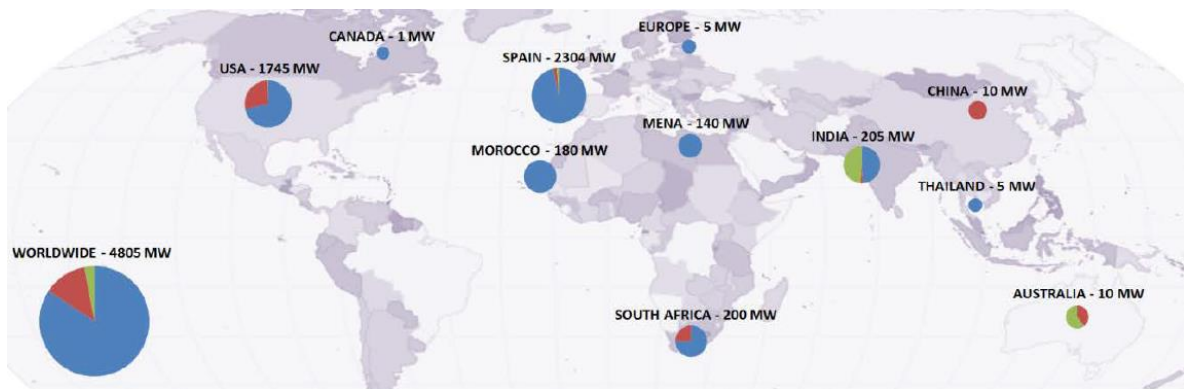 EUROPE - 5 MW
CANADA - 1 MW
SPAIN - 2304 MW
USA - 1745 MW
CHINA - 10 MW
MENA - 140 MW
INDIA - 205 MW
MOROCCO - 180 MW
THAILAND - 5 MW
WORLDWIDE - 4805 MW
AUSTRALIA - 10 MW
SOUTH AFRICA - 200 MW